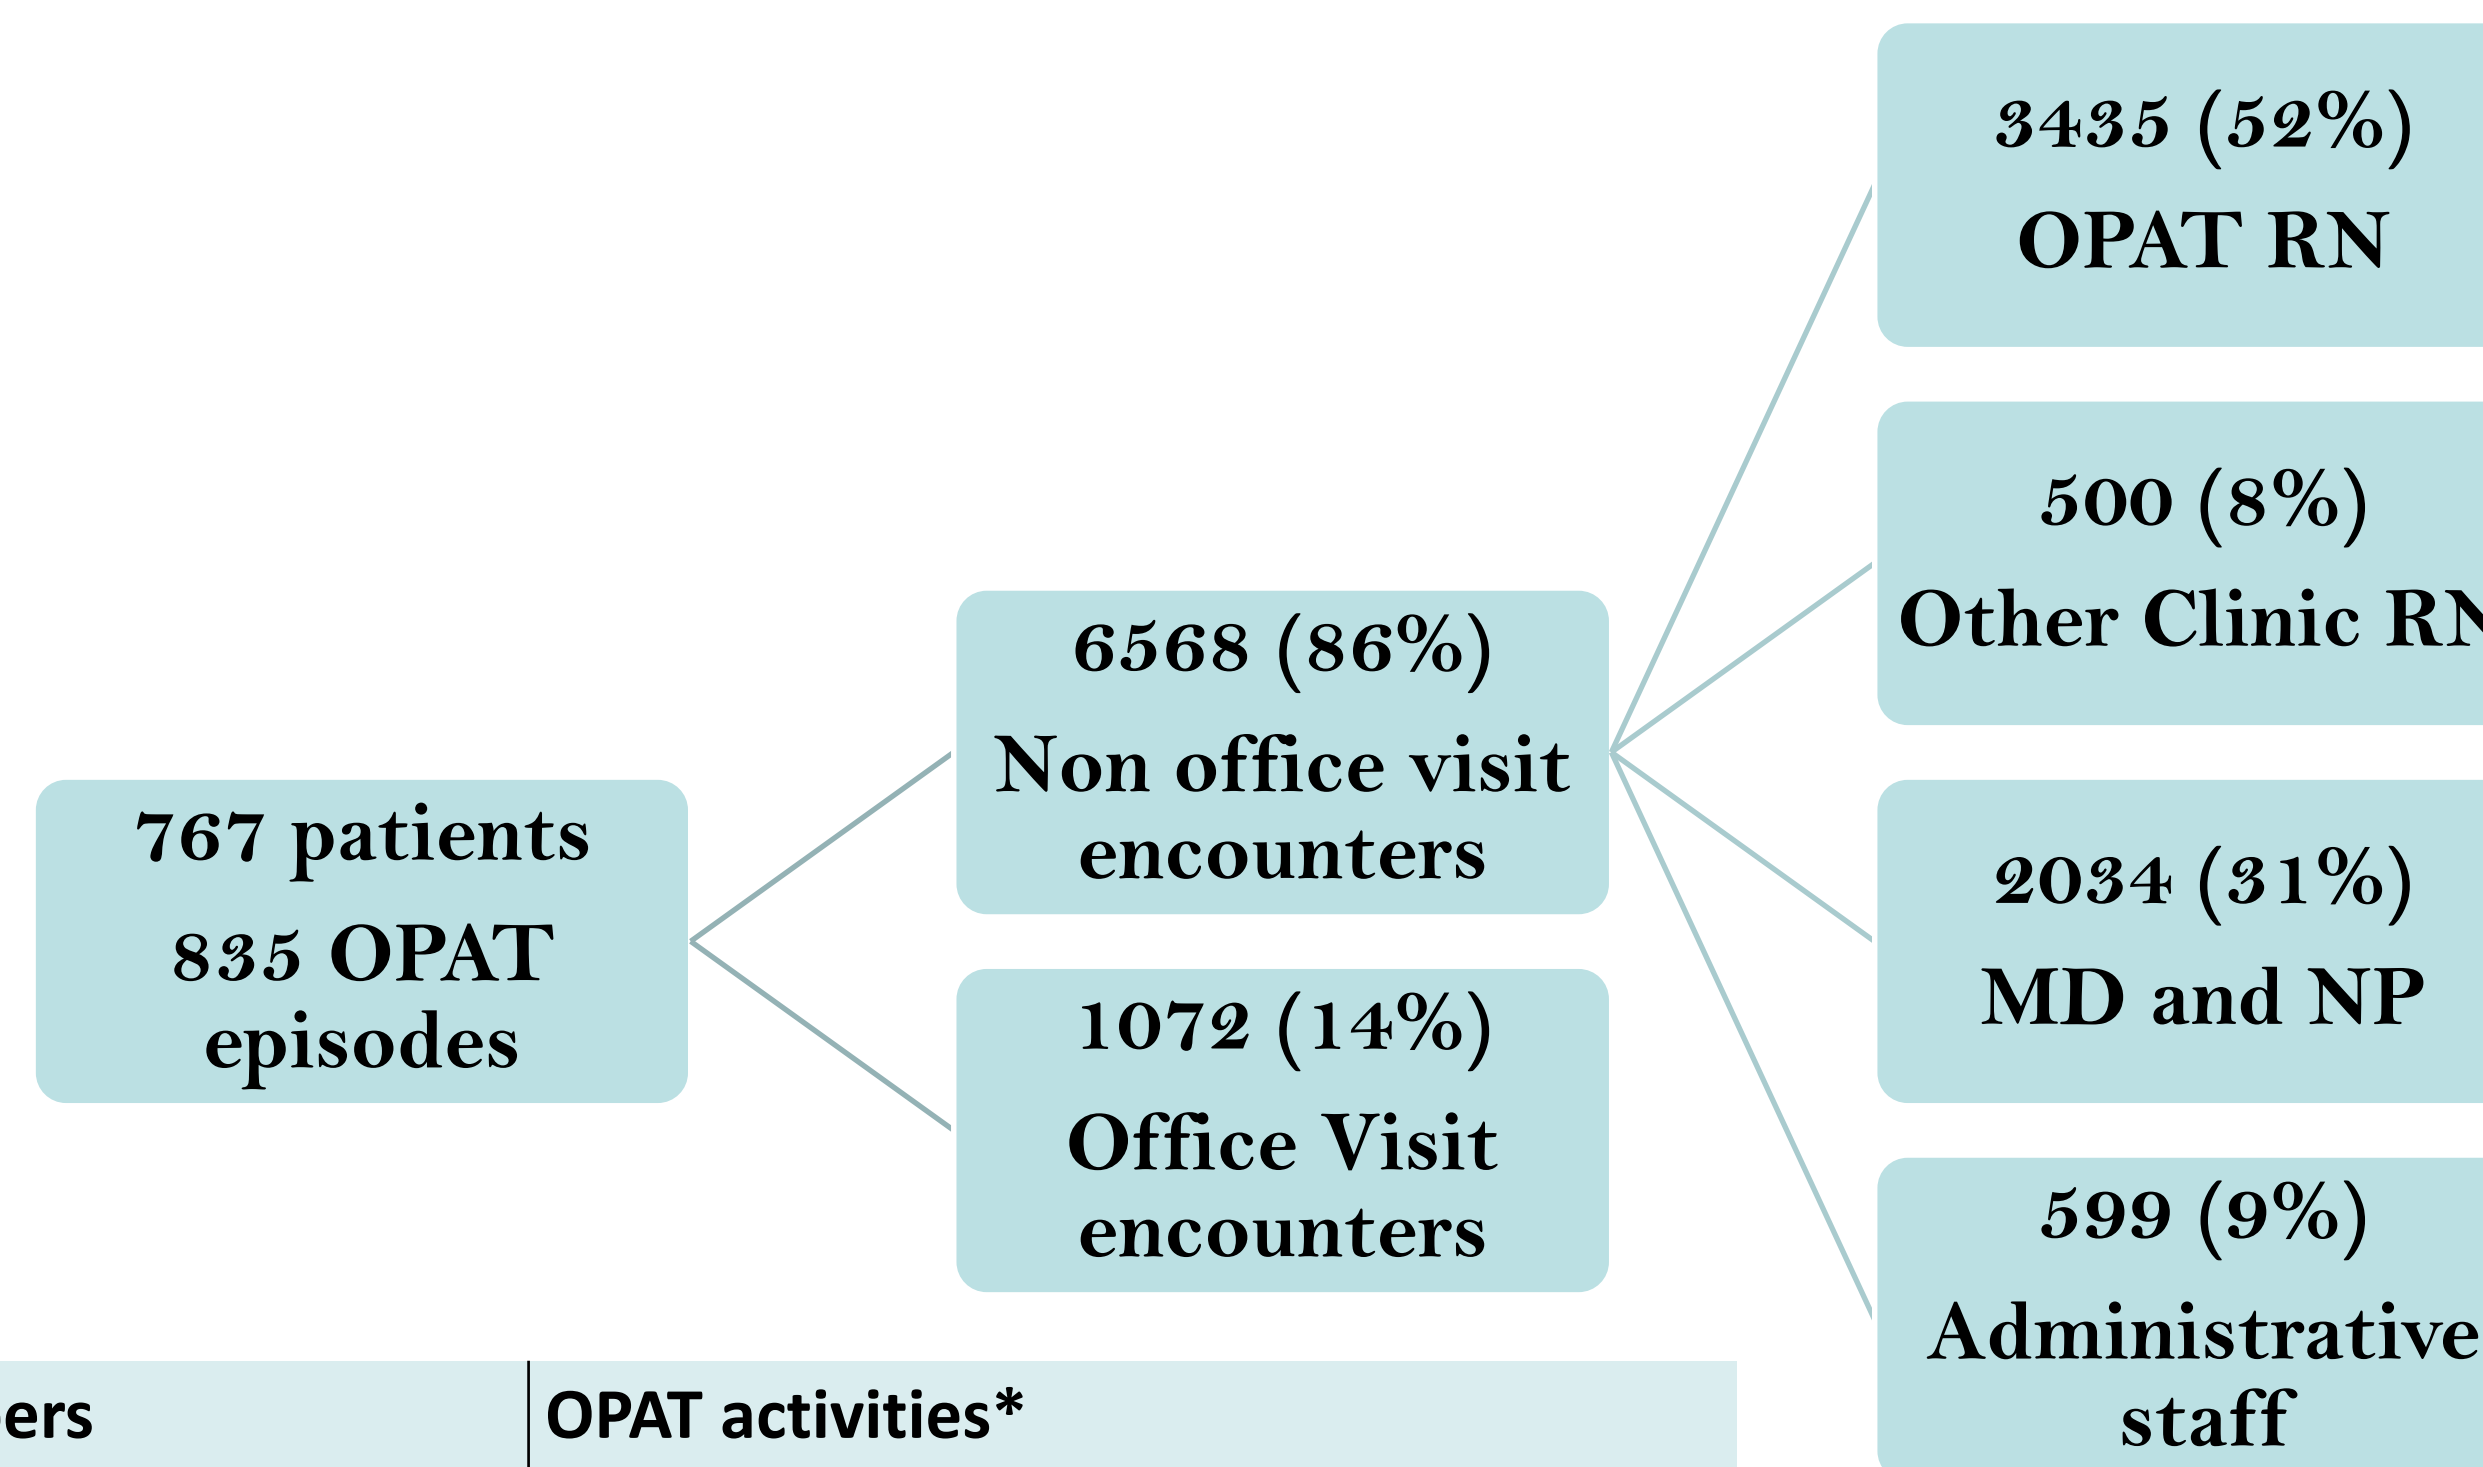 767 patients
835 OPAT
episodes
6568 (86%)
Non office visit
encounters
1072 (14%)
Office Visit
encounters
3435 (52%)
OPAT RN
500 (8%)
Other Clinic RN
2034 (31%)
MD and NP
599 (9%)
Administrative
staff
ers
OPAT activities*